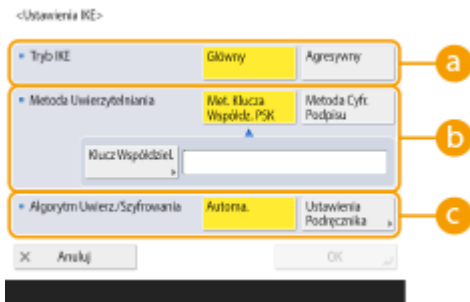 <Ustawienia IKE>
Tryb IKE
Główny
Agresywny
a
Metoda Uwierzytelniania
Met. Klucza
Współdz. PSK
Metoda Cyfr.
Podpisu
b
Klucz Współdziel.
Algorytm Uwierz./Szyfrowania
Automa.
Ustawienia
Podręcznika
c
Anuluj
OK